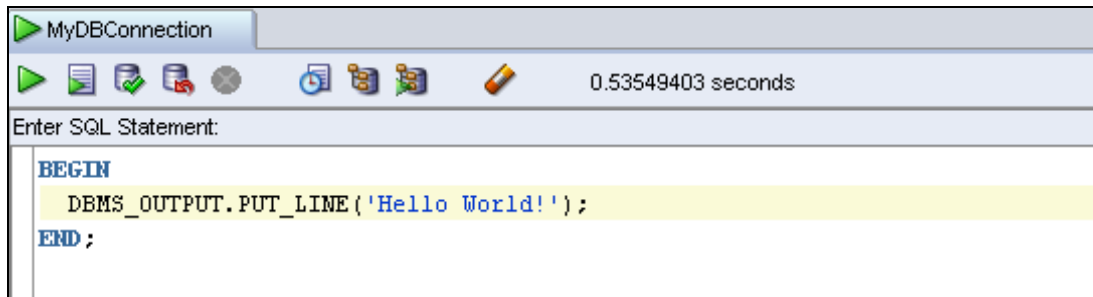 MyDBConnection
0.53549403 seconds
Enter SQL Statement:
BEGIN
DBMS_OUTPUT.PUT_LINE('Hello World!');
END;